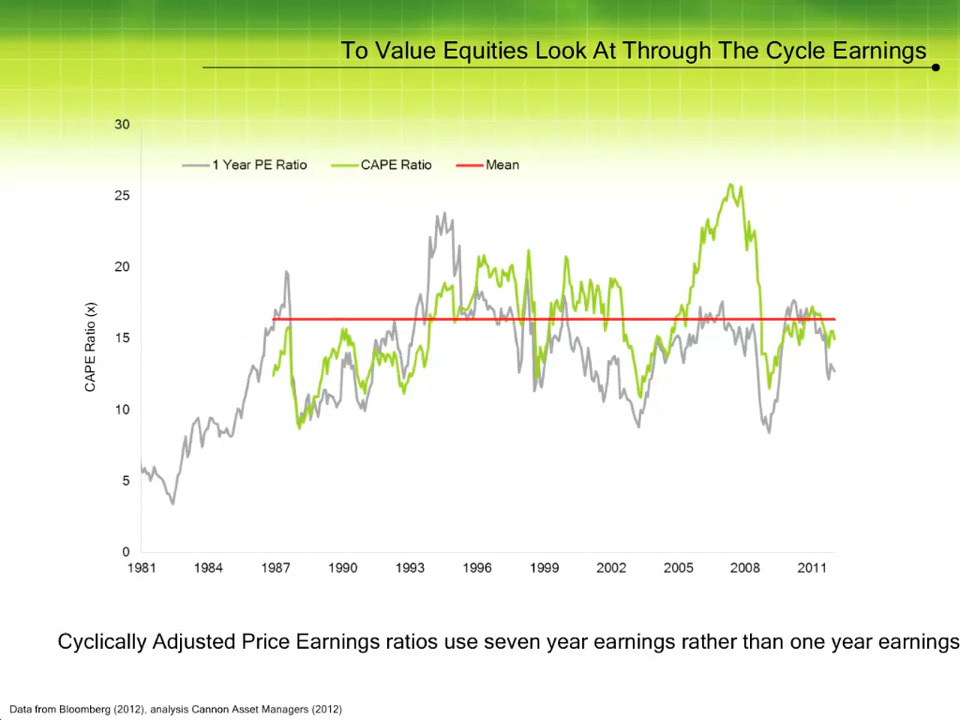 To Value Equities Look At Through The Cycle Earnings
30
1 Year PE Ratio CAPE Ratio Mean
25
20
15
10
5
0
CAPE Ratio (x)
1981 1984 1987 1990 1993 1996 1999 2002 2005 2008 2011
Cyclically Adjusted Price Earnings ratios use seven year earnings rather than one year earnings
Data from Bloomberg (2012), analysis Cannon Asset Managers (2012)